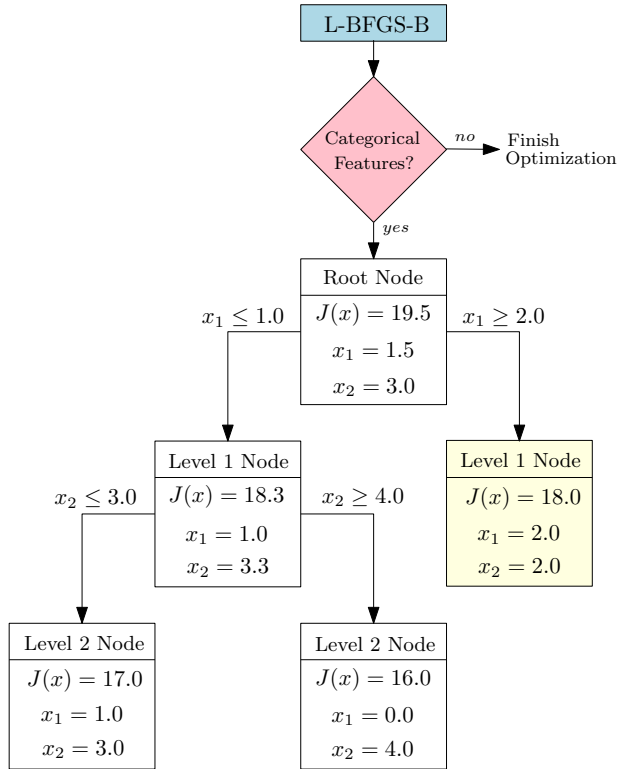 L-BFGS-B
Categorical
Features?
no
Finish
Optimization
yes
Root Node
J(x) = 19.5
x₁ = 1.5
x₂ = 3.0
x₁ ≤ 1.0
x₁ ≥ 2.0
Level 1 Node
J(x) = 18.3
x₁ = 1.0
x₂ = 3.3
Level 1 Node
J(x) = 18.0
x₁ = 2.0
x₂ = 2.0
x₂ ≤ 3.0
x₂ ≥ 4.0
Level 2 Node
J(x) = 17.0
x₁ = 1.0
x₂ = 3.0
Level 2 Node
J(x) = 16.0
x₁ = 0.0
x₂ = 4.0